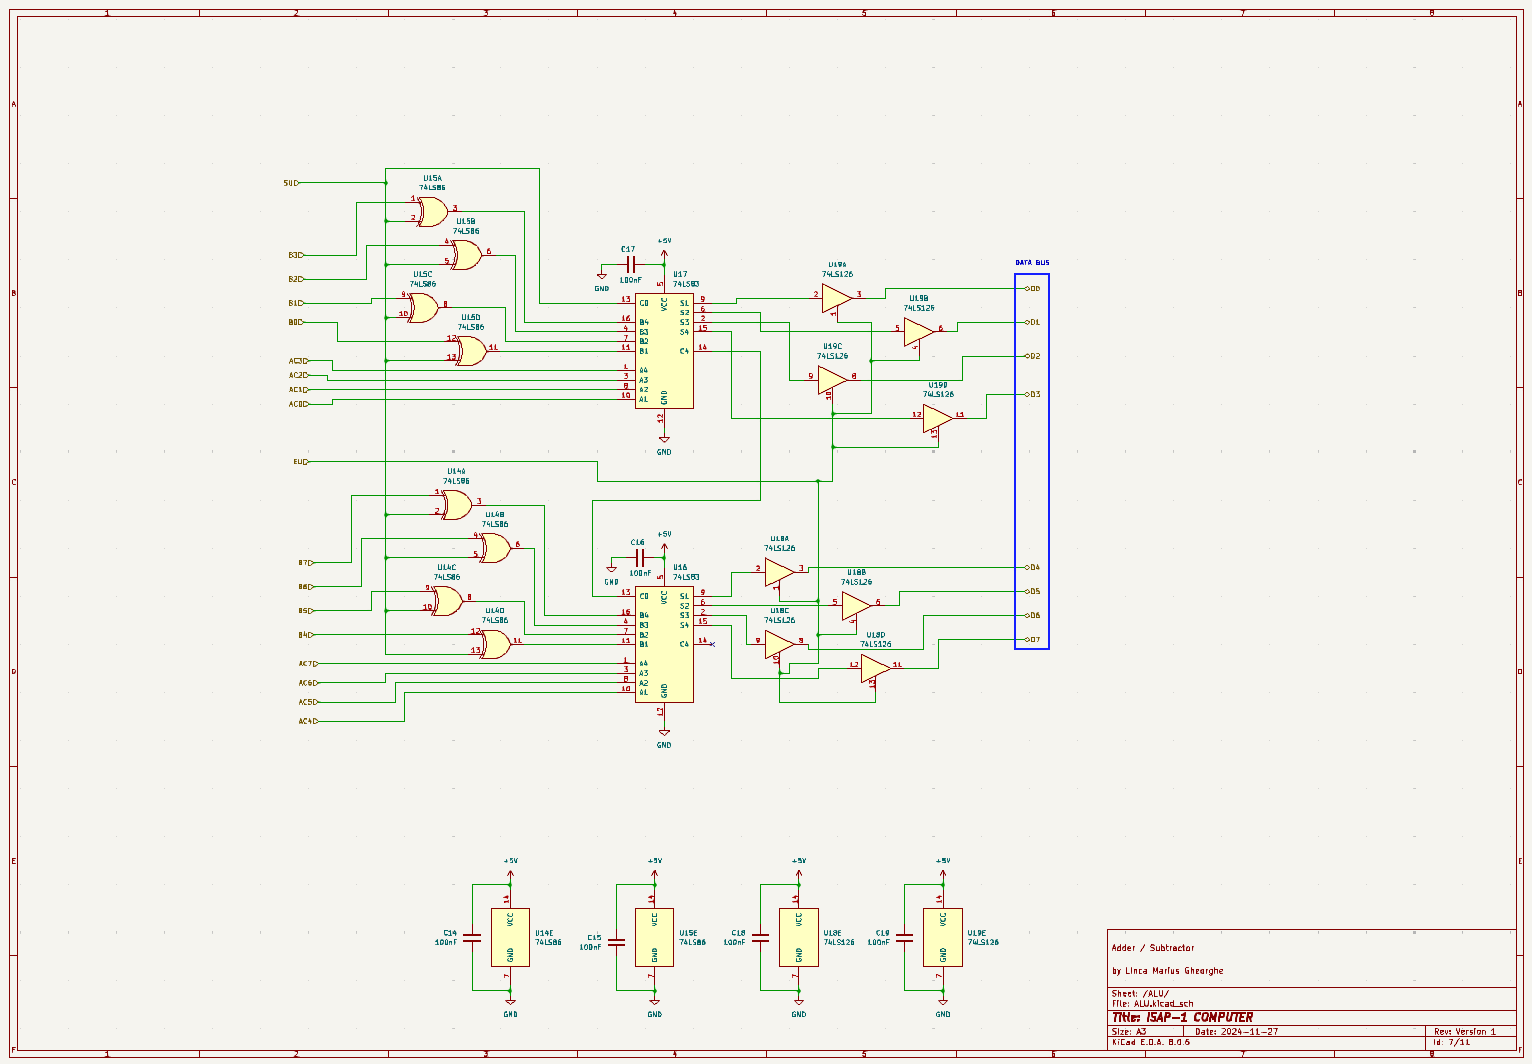 1 2 3 4 5 6 7 8
A A
SU
U15A
74LS86
1
2
3
U15B
74LS86
4
5
6
B3
B2
U15C
74LS86
9
10
8
B1
B0
U15D
74LS86
12
13
11
AC3
AC2
AC1
AC0
C17
100nF
GND
+5V
U17
74LS83
5
VCC
13 C0
16 B4
4 B3
7 B2
11 B1
1 A4
3 A3
8 A2
10 A1
S1 9
S2 6
S3 2
S4 15
C4 14
GND
12
GND
U19A
74LS126
2
3
1
U19B
74LS126
5
6
4
U19C
74LS126
9
8
10
U19D
74LS126
12
11
13
DATA BUS
D0
D1
D2
D3
B B
EU
C C
U14A
74LS86
1
2
3
U14B
74LS86
4
5
6
B7
B6
U14C
74LS86
9
10
8
B5
B4
U14D
74LS86
12
13
11
AC7
AC6
AC5
AC4
C16
100nF
GND
+5V
U16
74LS83
5
VCC
13 C0
16 B4
4 B3
7 B2
11 B1
1 A4
3 A3
8 A2
10 A1
S1 9
S2 6
S3 2
S4 15
C4 14
GND
12
GND
U18A
74LS126
2
3
1
U18B
74LS126
5
6
4
U18C
74LS126
9
8
10
U18D
74LS126
12
11
13
D4
D5
D6
D7
D D
E E
+5V +5V +5V +5V
14 14 14 14
VCC VCC VCC VCC
C14
100nF
U14E
74LS86
C15
100nF
U15E
74LS86
C18
100nF
U18E
74LS126
C19
100nF
U19E
74LS126
GND GND GND GND
7 7 7 7
GND GND GND GND
Adder / Subtractor
by Linca Marius Gheorghe
Sheet: /ALU/
File: ALU.kicad_sch
Title: iSAP-1 COMPUTER
Size: A3 Date: 2024-11-27 Rev: Version 1
KiCad E.D.A. 8.0.6 Id: 7/11
F F
1 2 3 4 5 6 7 8